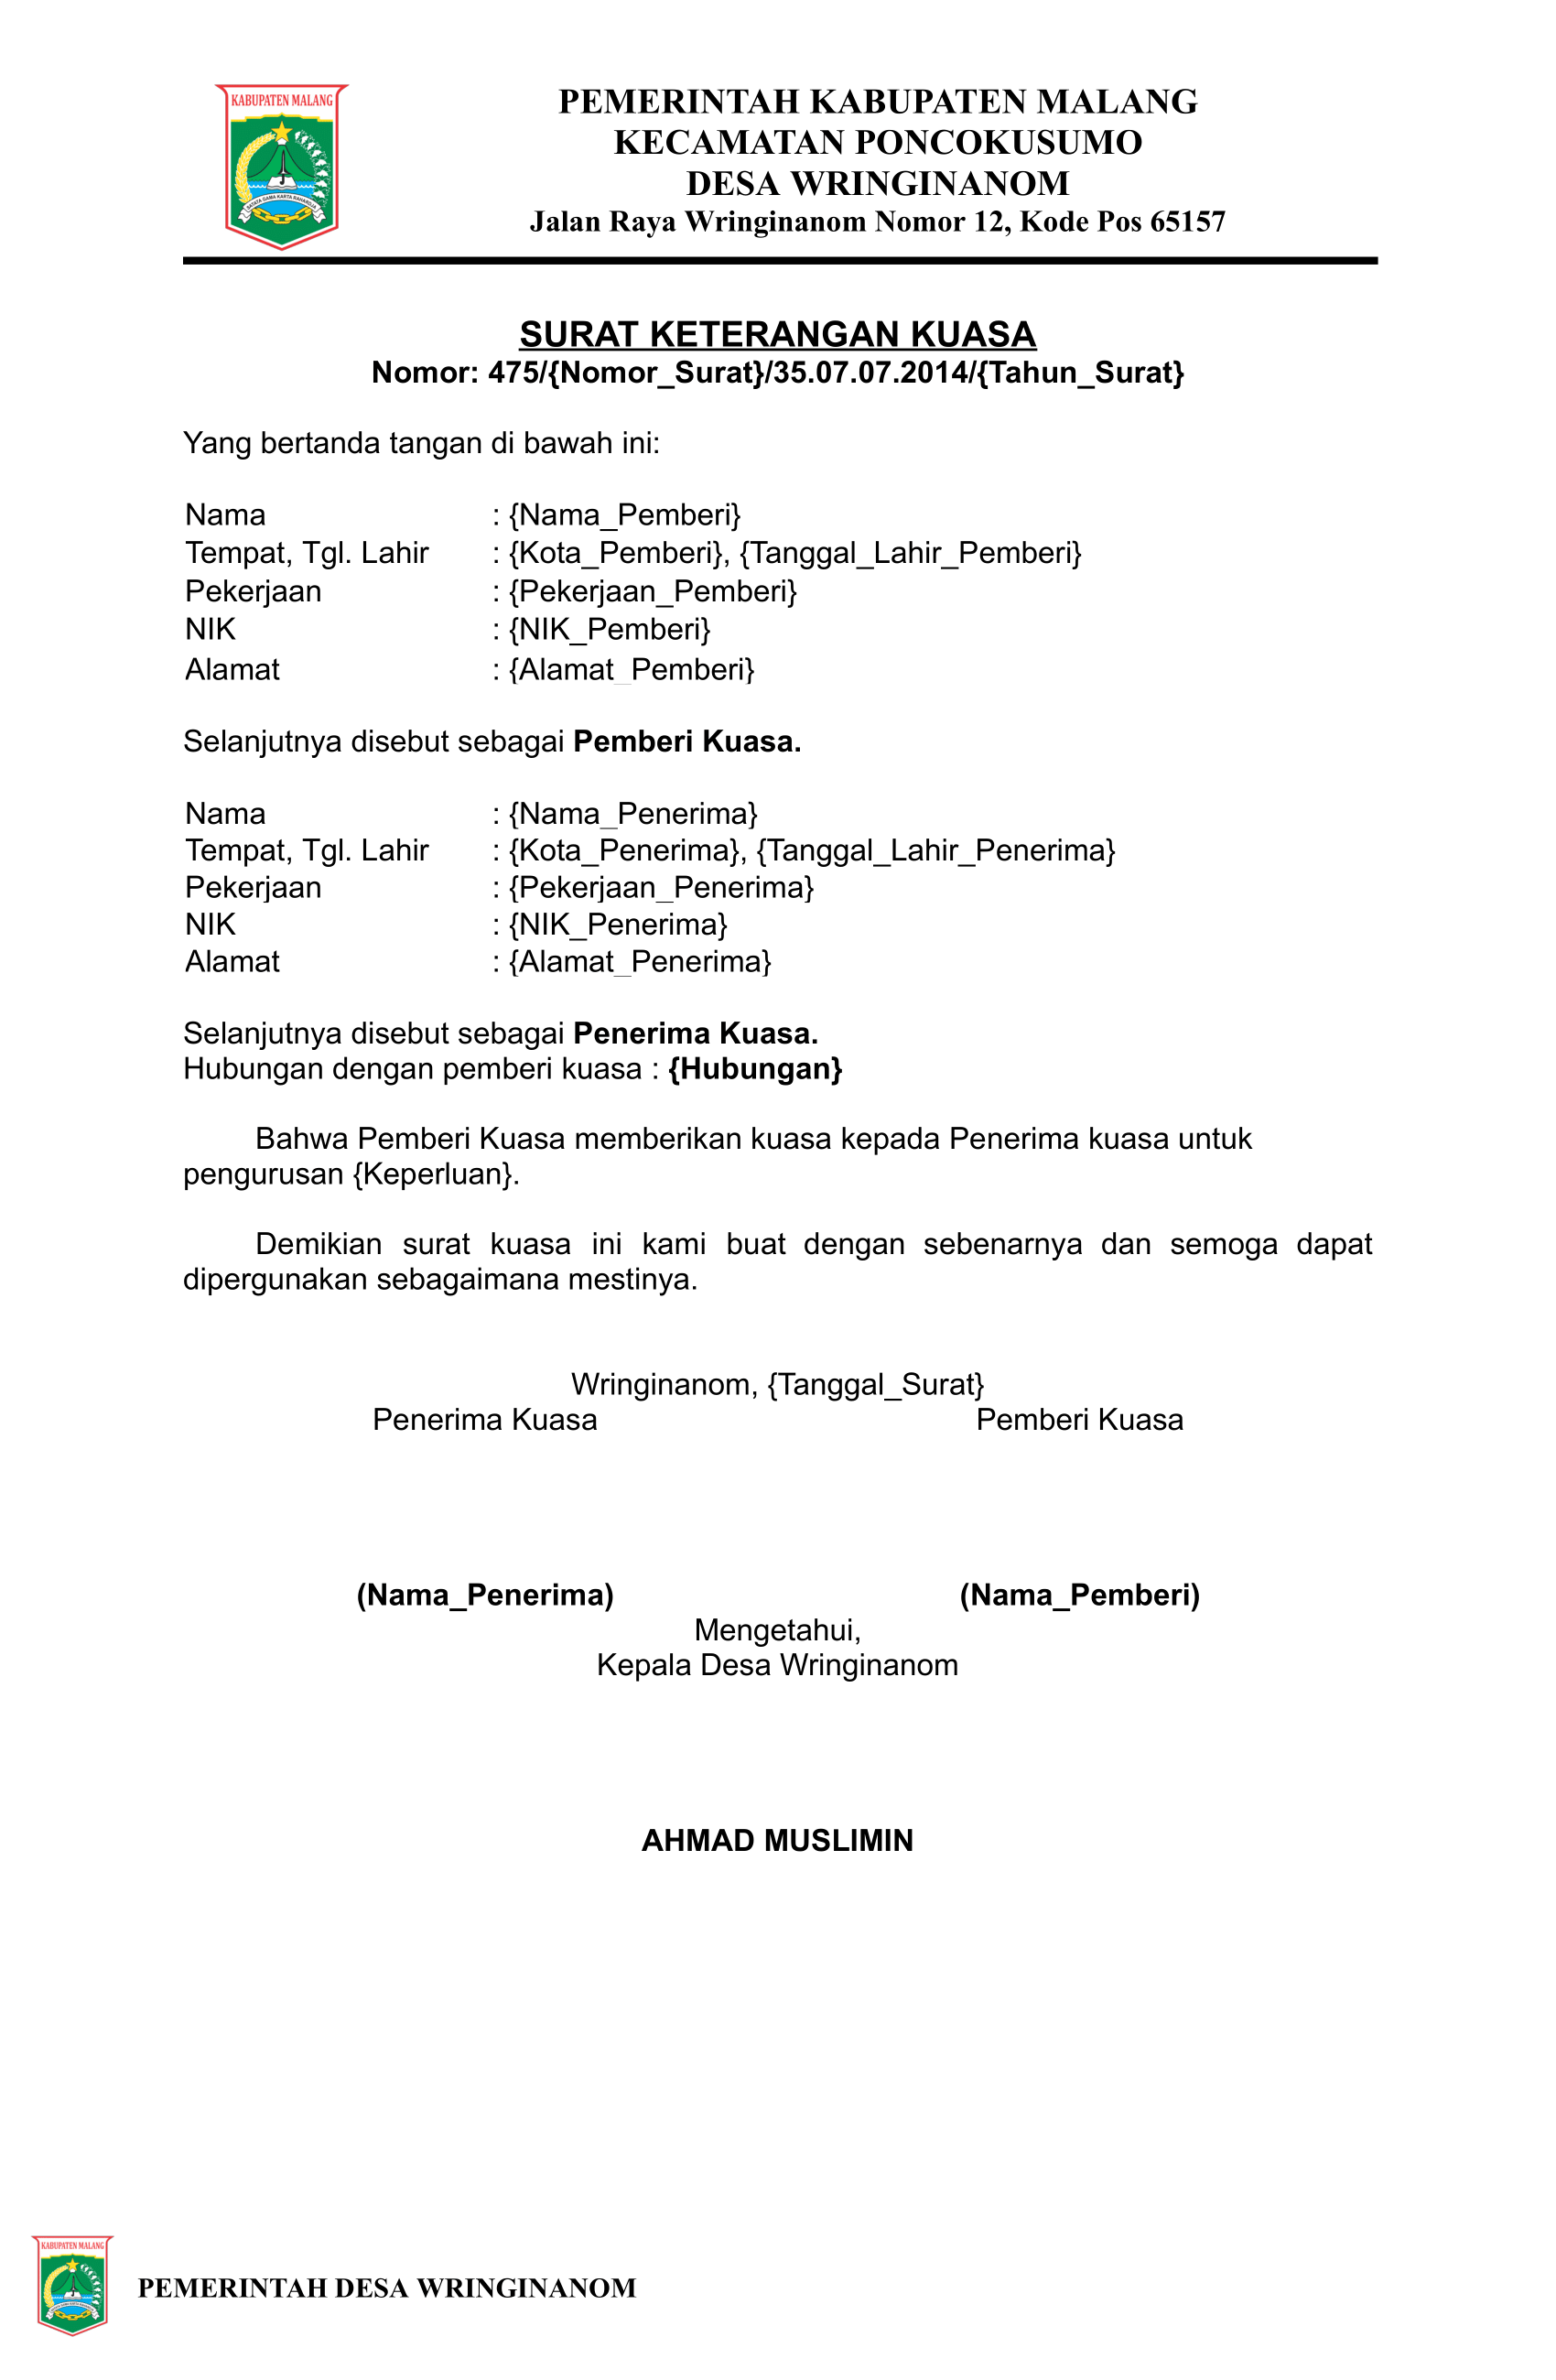 KABUPATEN MALANG
SATATA GAMA KARTA RAHARDJA
PEMERINTAH KABUPATEN MALANG
KECAMATAN PONCOKUSUMO
DESA WRINGINANOM
Jalan Raya Wringinanom Nomor 12, Kode Pos 65157
SURAT KETERANGAN KUASA
Nomor: 475/{Nomor_Surat}/35.07.07.2014/{Tahun_Surat}
Yang bertanda tangan di bawah ini:
Nama : {Nama_Pemberi}
Tempat, Tgl. Lahir : {Kota_Pemberi}, {Tanggal_Lahir_Pemberi}
Pekerjaan : {Pekerjaan_Pemberi}
NIK : {NIK_Pemberi}
Alamat : {Alamat_Pemberi}
Selanjutnya disebut sebagai Pemberi Kuasa.
Nama : {Nama_Penerima}
Tempat, Tgl. Lahir : {Kota_Penerima}, {Tanggal_Lahir_Penerima}
Pekerjaan : {Pekerjaan_Penerima}
NIK : {NIK_Penerima}
Alamat : {Alamat_Penerima}
Selanjutnya disebut sebagai Penerima Kuasa.
Hubungan dengan pemberi kuasa : {Hubungan}
Bahwa Pemberi Kuasa memberikan kuasa kepada Penerima kuasa untuk
pengurusan {Keperluan}.
Demikian surat kuasa ini kami buat dengan sebenarnya dan semoga dapat
dipergunakan sebagaimana mestinya.
Wringinanom, {Tanggal_Surat}
Penerima Kuasa Pemberi Kuasa
(Nama_Penerima) (Nama_Pemberi)
Mengetahui,
Kepala Desa Wringinanom
AHMAD MUSLIMIN
KABUPATEN MALANG
PEMERINTAH DESA WRINGINANOM